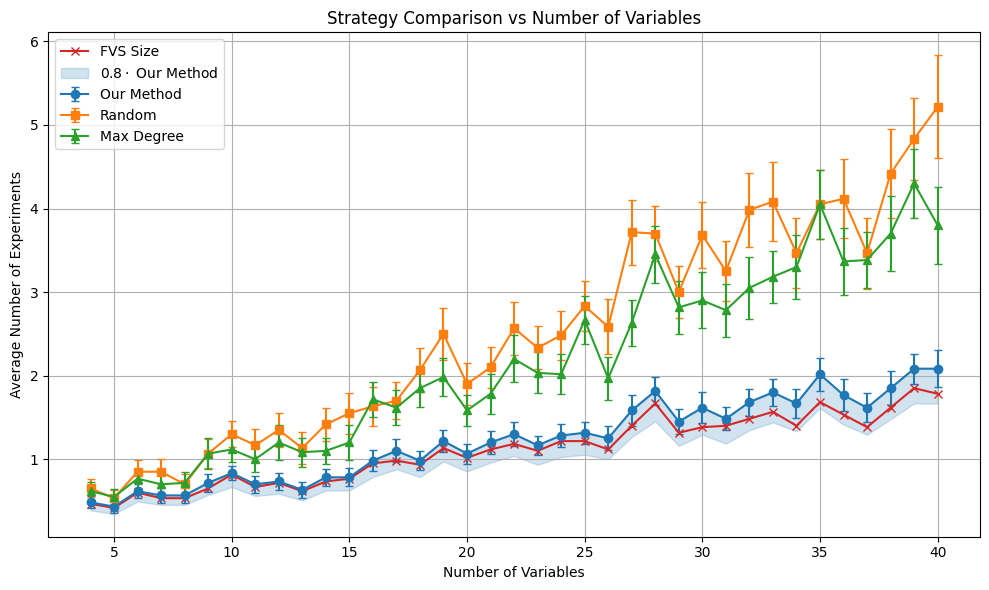 Strategy Comparison vs Number of Variables
FVS Size
0.8 · Our Method
Our Method
Random
Max Degree
Average Number of Experiments
6
5
4
3
2
1
5
10
15
20
25
30
35
40
Number of Variables